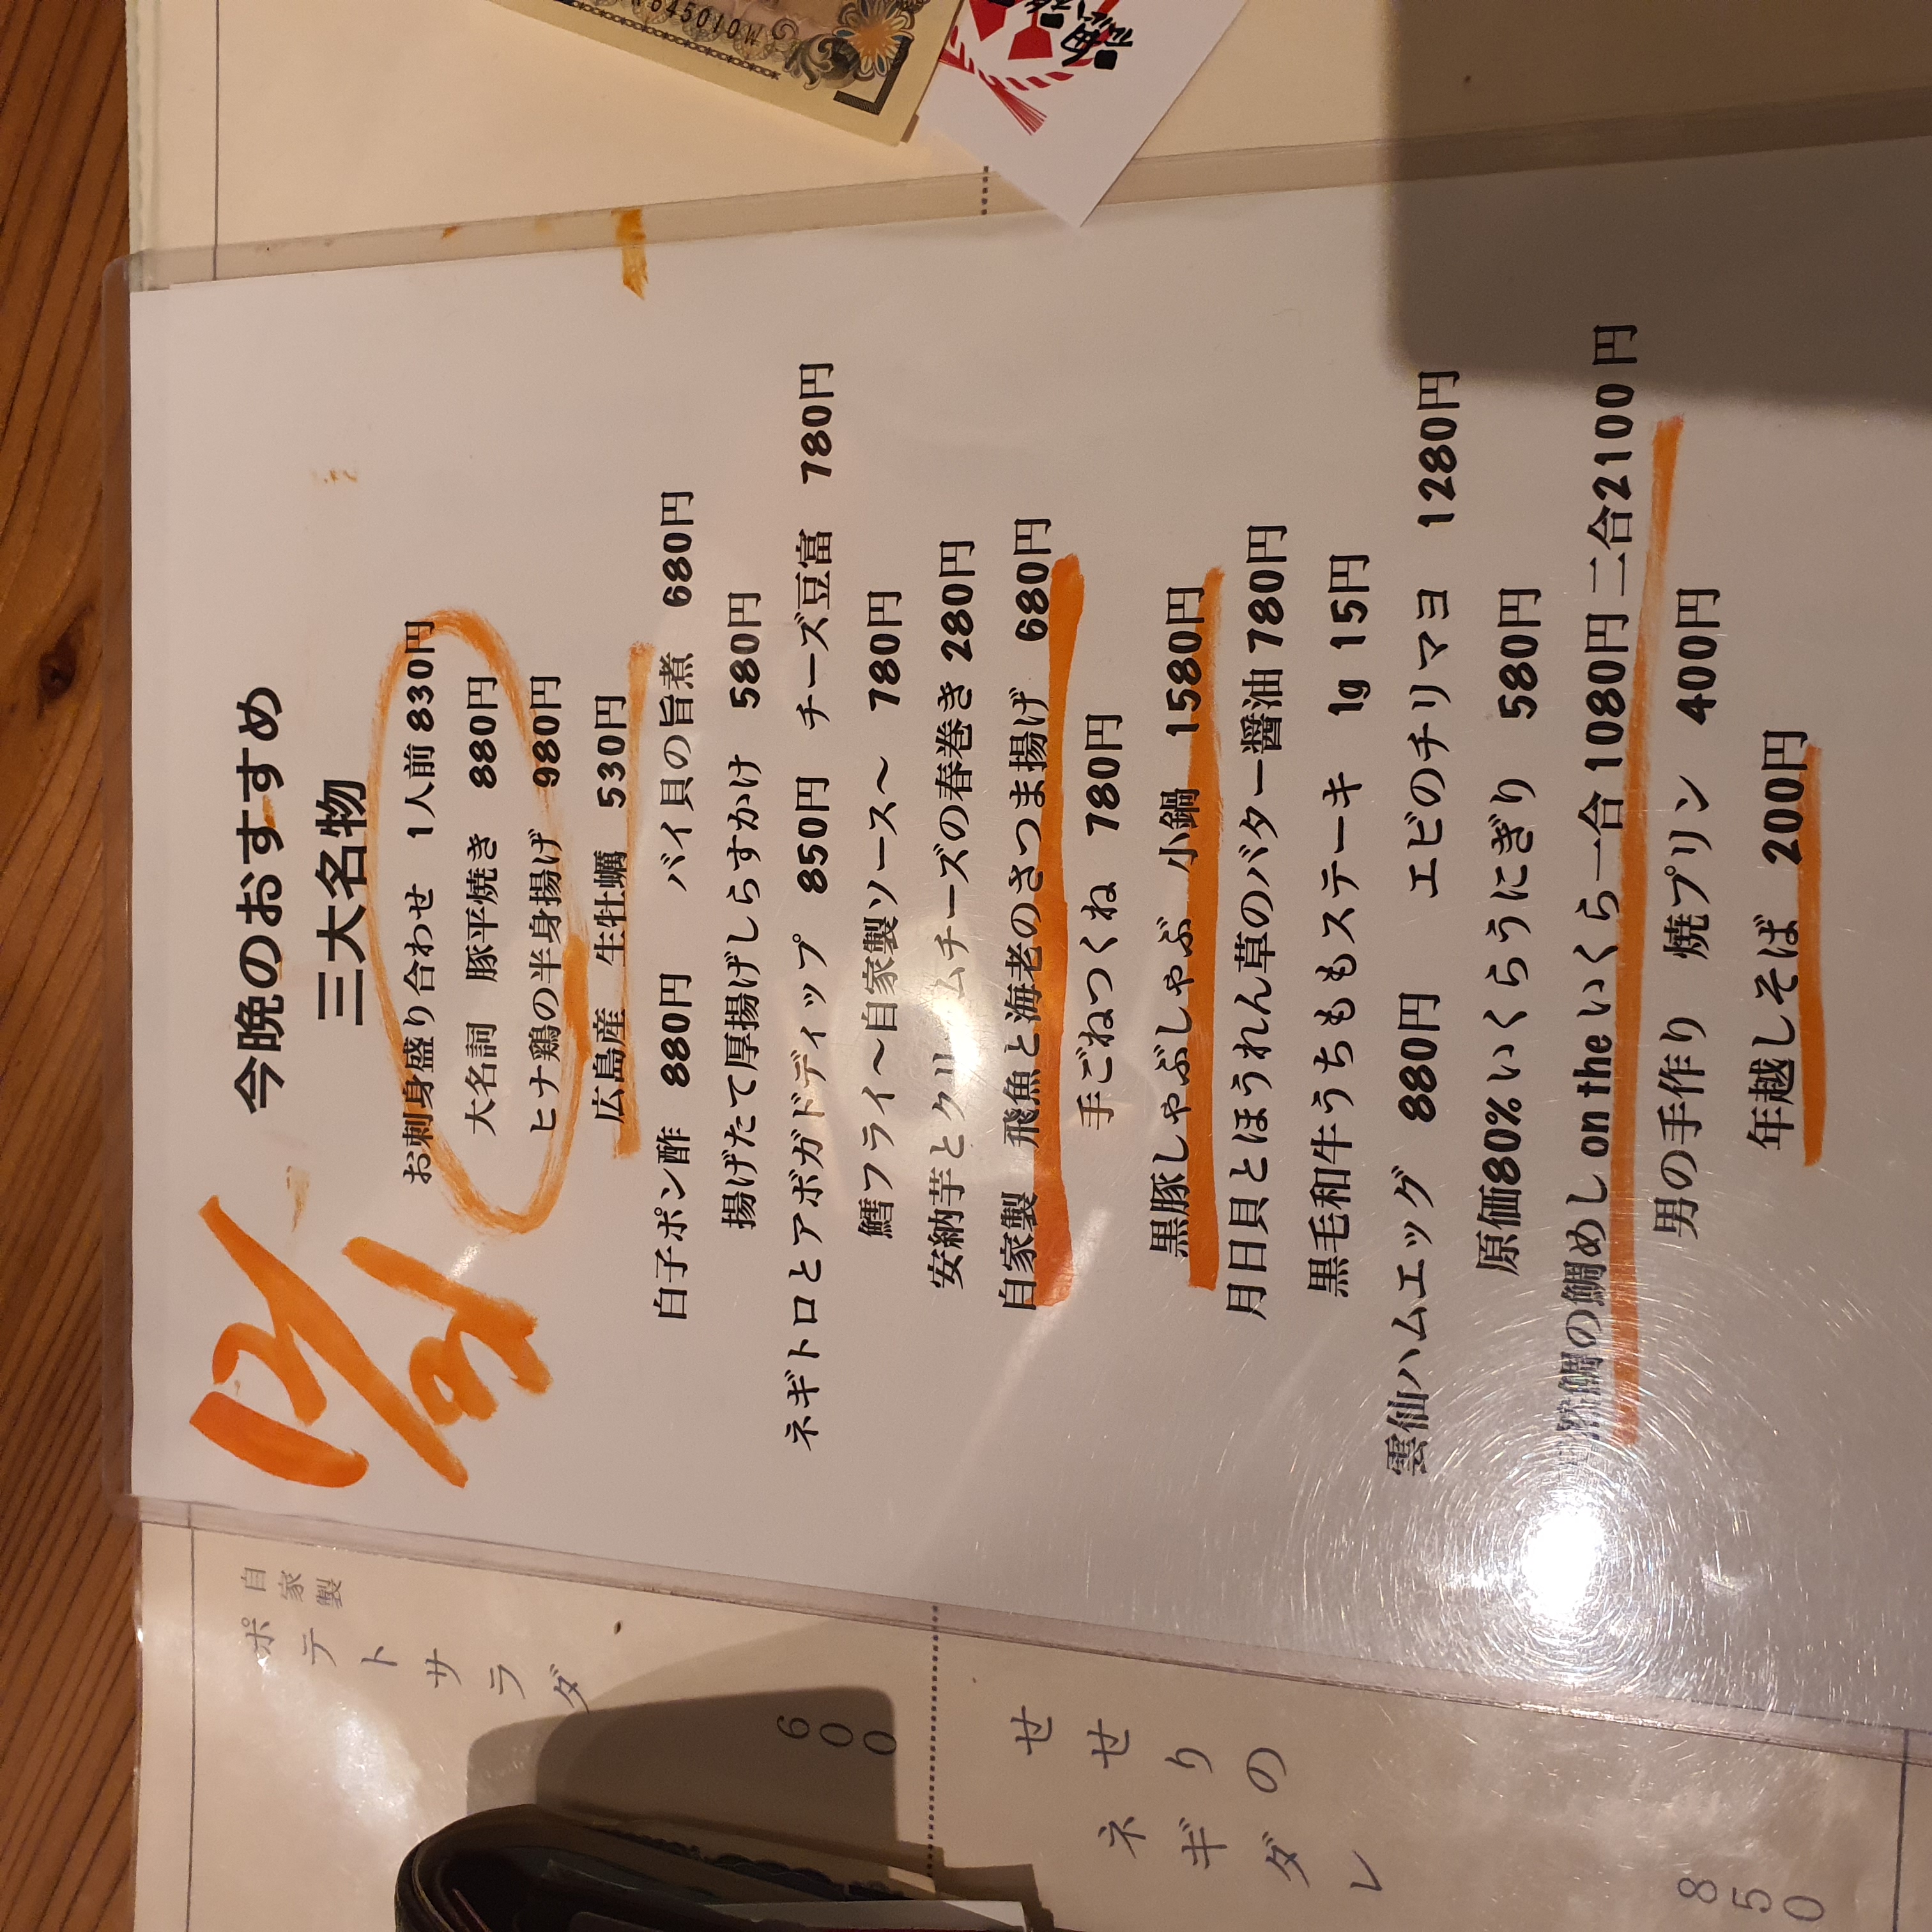 12/30
今晩のおすすめ
三大名物
お刺身盛り合わせ 1人前830円
大名詞 豚平焼き 880円
ヒナ鶏の半身揚げ 980円
広島産 生牡蠣 530円
白子ポン酢 880円 バイ貝の旨煮 680円
揚げたて厚揚げしらすかけ 580円
ネギトロとアボガドディップ 850円 チーズ豆富 780円
鱈フライ～自家製ソース～ 780円
安納芋とクリームチーズの春巻き 280円
自家製 飛魚と海老のさつま揚げ 680円
手ごねつくね 780円
黒豚しゃぶしゃぶ 小鍋 1580円
月日貝とほうれん草のバター醤油 780円
黒毛和牛うちももステーキ 1g 15円
雲仙ハムエッグ 880円 エビのチリマヨ 1280円
原価80%いくらうにぎり 580円
鯛の鯛めし on the いくら一合 1080円 二合2100円
男の手作り 焼プリン 400円
年越しそば 200円
自家製
ポテトサラダ
600
せせりの
ネギダレ
850